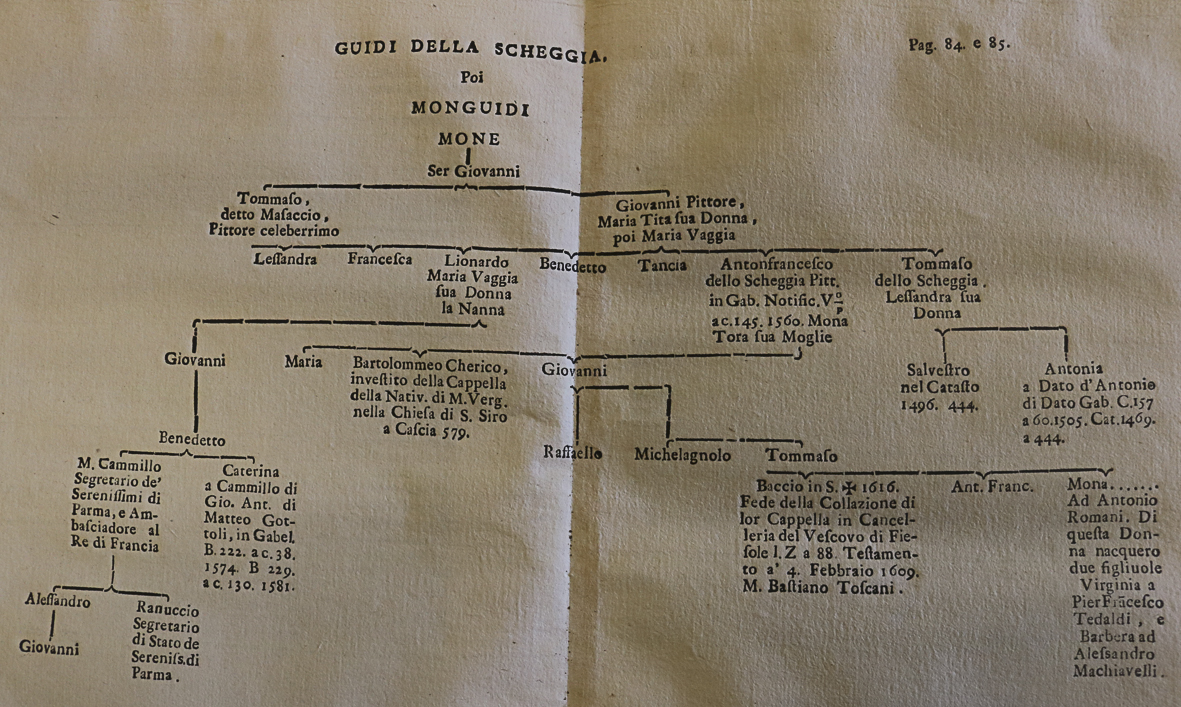 GUIDI DELLA SCHEGGIA.
Pag. 84. e 85.
Poi
MONGUIDI
MONE
Ser Giovanni
Tommaſo,
detto Maſaccio,
Pittore celeberrimo
Giovanni Pittore,
Maria Tita ſua Donna,
poi Maria Vaggia
Leſſandra
Franceſca
Lionardo
Maria Vaggia
ſua Donna
la Nanna
Benedetto
Tancia
Antonfranceſco
dello Scheggia Pitt.
in Gab. Notific. V
ac. 145. 1560. Mona
Tora ſua Moglie
Tommaſo
dello Scheggia.
Leſſandra ſua
Donna
Giovanni
Maria
Bartolommeo Cherico,
inveſtito della Cappella
della Nativ. di M. Verg.
nella Chieſa di S. Siro
a Caſcia 579.
Giovanni
Salveſtro
nel Cataſto
1496. 444.
Antonia
a Dato d'Antonio
di Dato Gab. C. 157
a 60. 1505. Cat. 1469.
a 444.
Benedetto
Raffaello
Michelagnolo
Tommaſo
M. Cammillo
Segretario de'
Sereniſſimi di
Parma, e Am-
baſciadore al
Re di Francia
Caterina
a Cammillo di
Gio. Ant. di
Matteo Got-
toli, in Gabel.
B. 222. a c. 38.
1574. B 229.
a c. 130. 1581.
Baccio in S. ✠ 1616.
Fede della Collazione di
lor Cappella in Cancel-
leria del Veſcovo di Fie-
ſole l. Z a 88. Teſtamen-
to a' 4. Febbraio 1609.
M. Baſtiano Toſcani.
Ant. Franc.
Mona.......
Ad Antonio
Romani. Di
queſta Don-
na nacquero
due figliuole
Virginia a
Pier Frāceſco
Tedaldi, e
Barbera ad
Aleſsandro
Machiavelli.
Aleſſandro
Giovanni
Ranuccio
Segretario
di Stato de
Sereniſs. di
Parma.